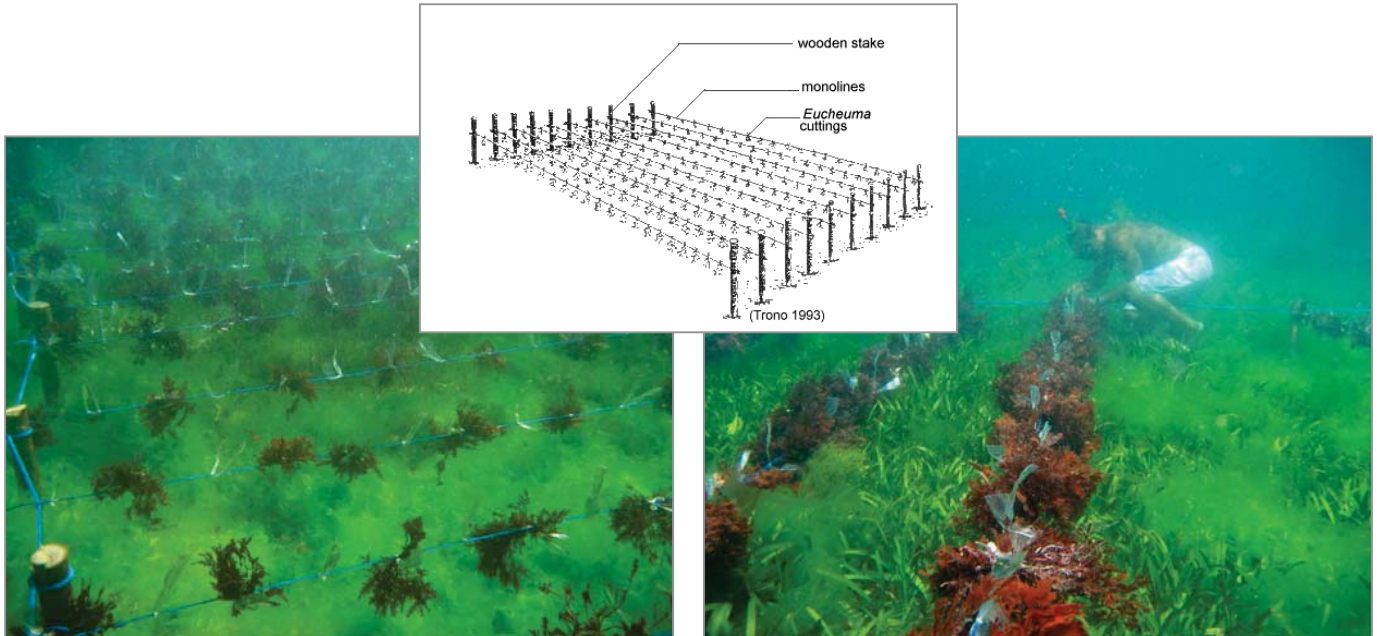 wooden stake
monolines
Eucheuma
cuttings
(Trono 1993)